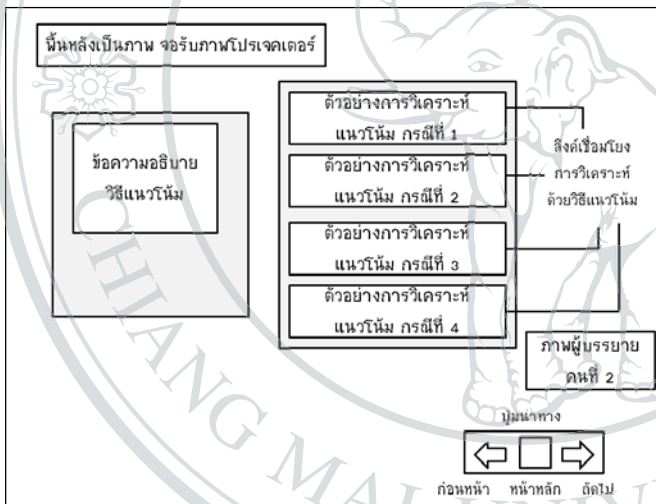 พื้นหลังเป็นภาพ จอรับภาพโปรเจคเตอร์
ข้อความอธิบาย
วิธีแนวโน้ม
ตัวอย่างการวิเคราะห์
แนวโน้ม กรณีที่ 1
ตัวอย่างการวิเคราะห์
แนวโน้ม กรณีที่ 2
ตัวอย่างการวิเคราะห์
แนวโน้ม กรณีที่ 3
ตัวอย่างการวิเคราะห์
แนวโน้ม กรณีที่ 4
ลิงค์เชื่อมโยง
การวิเคราะห์
ด้วยวิธีแนวโน้ม
ภาพผู้บรรยาย
คนที่ 2
ปุ่มนำทาง
ก่อนหน้า หน้าหลัก ถัดไป
CHIANG MAI UNIV